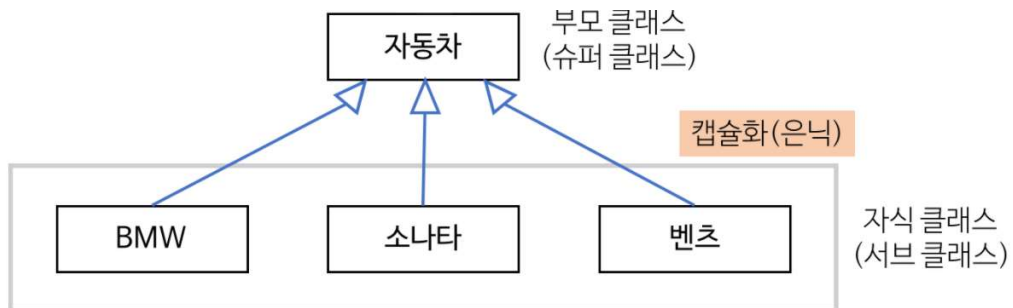 자동차
부모 클래스
(슈퍼 클래스)
캡슐화(은닉)
BMW
소나타
벤츠
자식 클래스
(서브 클래스)